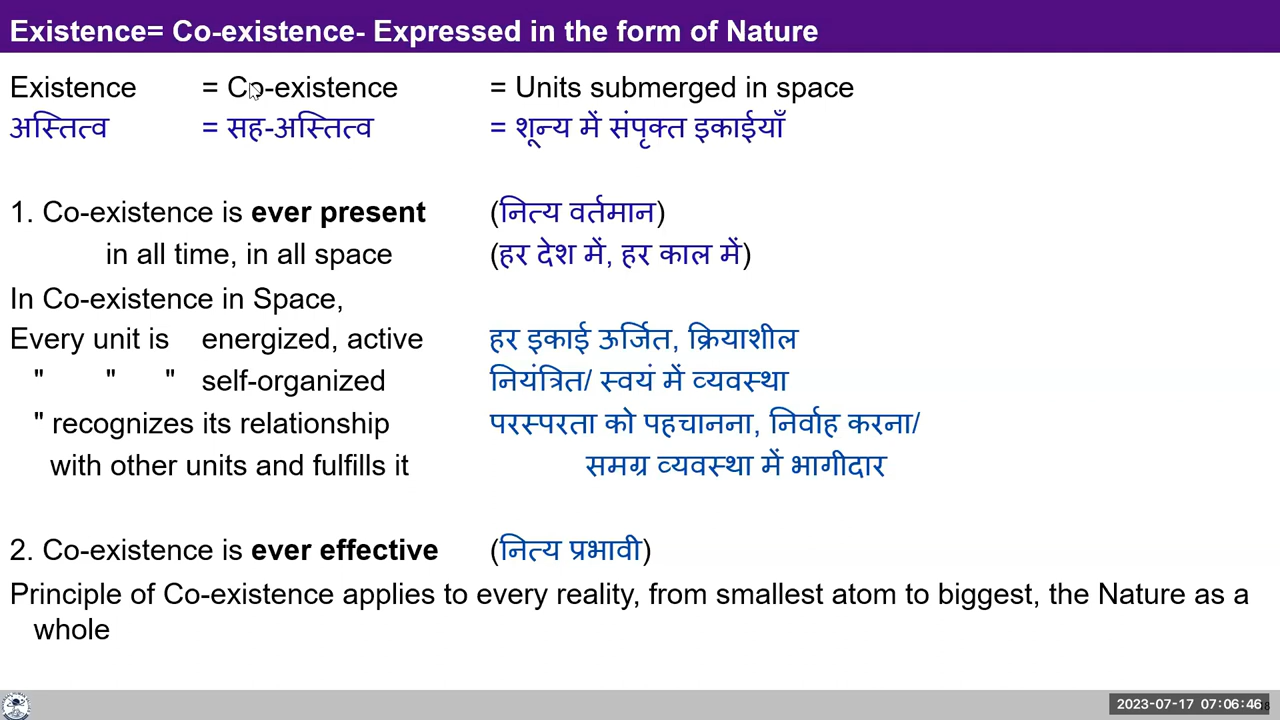 Existence= Co-existence- Expressed in the form of Nature
Existence = Co-existence = Units submerged in space
अस्तित्व = सह-अस्तित्व = शून्य में संपृक्त इकाईयाँ
1. Co-existence is ever present (नित्य वर्तमान)
in all time, in all space (हर देश में, हर काल में)
In Co-existence in Space,
Every unit is energized, active हर इकाई ऊर्जित, क्रियाशील
" " " self-organized नियंत्रित/ स्वयं में व्यवस्था
" recognizes its relationship परस्परता को पहचानना, निर्वाह करना/
with other units and fulfills it समग्र व्यवस्था में भागीदार
2. Co-existence is ever effective (नित्य प्रभावी)
Principle of Co-existence applies to every reality, from smallest atom to biggest, the Nature as a
whole
2023-07-17 07:06:46